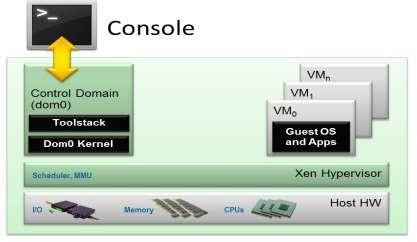 >_
Console
Control Domain
(dom0)
Toolstack
Dom0 Kernel
VMn
VM1
VM0
Guest OS
and Apps
Scheduler, MMU
Xen Hypervisor
I/O
Memory
CPUs
Host HW